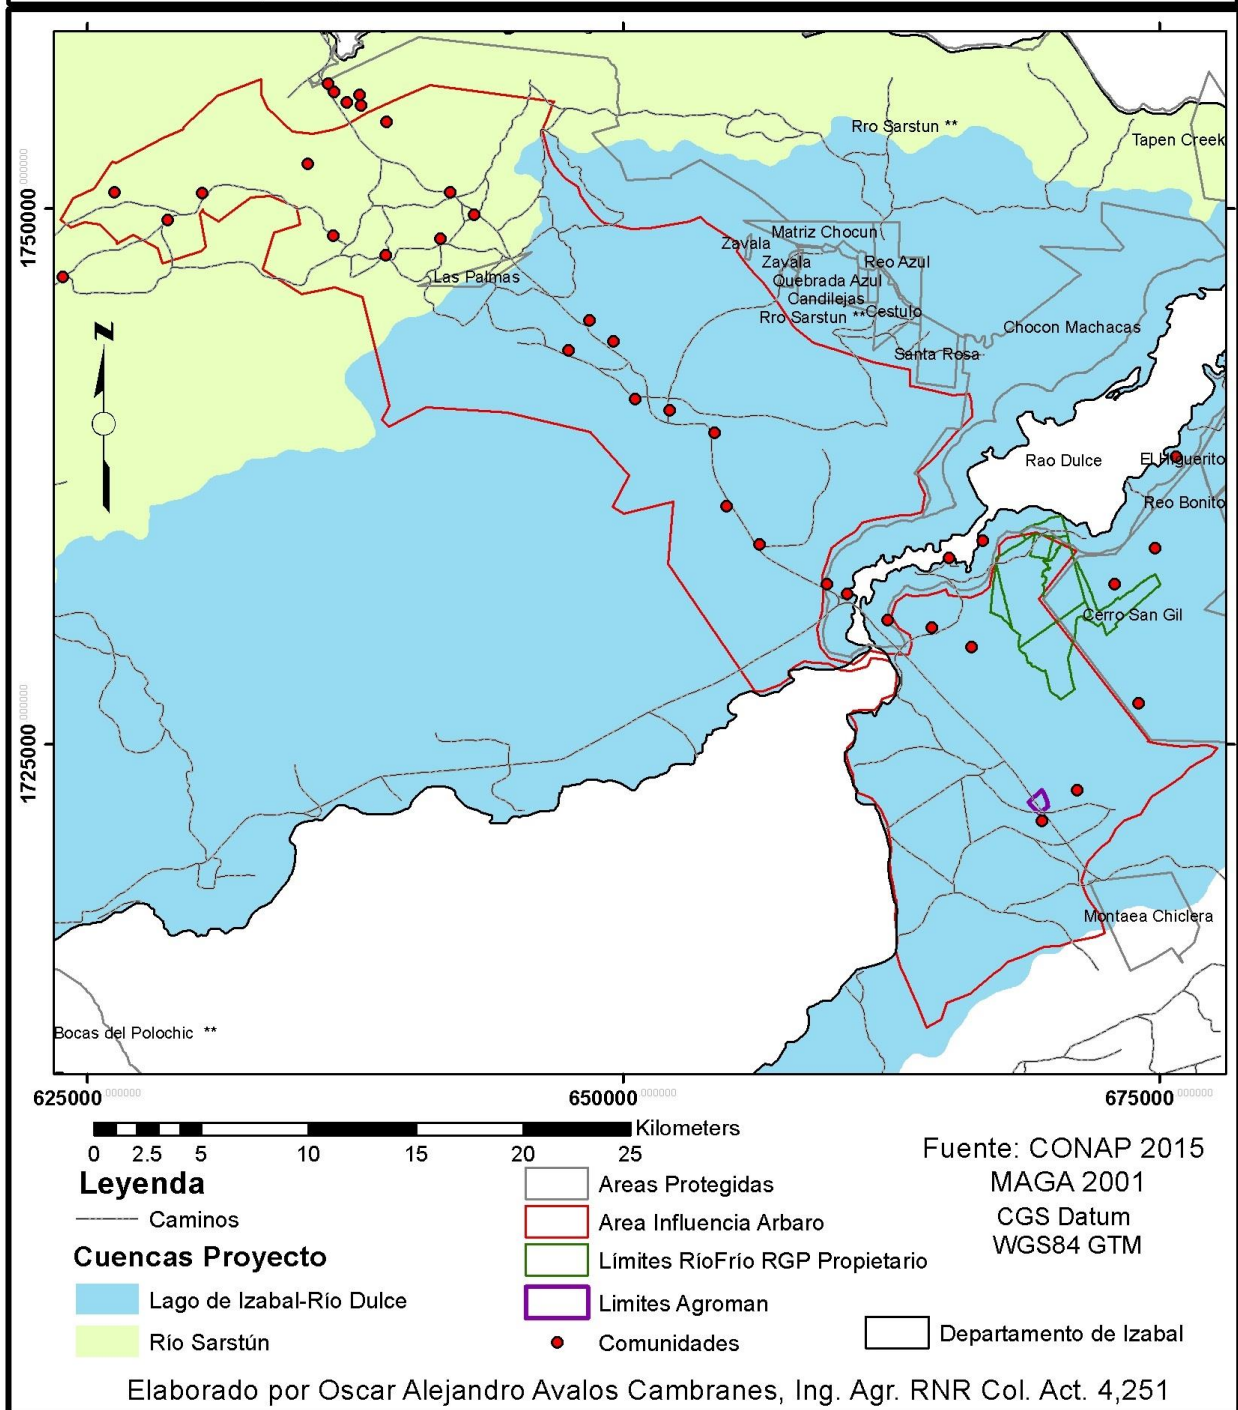 Rro Sarstun **
Tapen Creek
1750000 000000
Matriz Chocun
Zavala
Zavala
Reo Azul
Las Palmas
Quebrada Azul
Candilejas
Rro Sarstun **
Cestulo
Chocon Machacas
Santa Rosa
N
Rao Dulce
El Higuerito
Reo Bonito
Cerro San Gil
1725000 000000
Montaea Chiclera
Bocas del Polochic **
625000 000000
650000 000000
675000 000000
Kilometers
0 2.5 5 10 15 20 25
Fuente: CONAP 2015
MAGA 2001
CGS Datum
WGS84 GTM
Leyenda
Caminos
Cuencas Proyecto
Lago de Izabal-Río Dulce
Río Sarstún
Areas Protegidas
Area Influencia Arbaro
Límites RíoFrío RGP Propietario
Limites Agroman
Comunidades
Departamento de Izabal
Elaborado por Oscar Alejandro Avalos Cambranes, Ing. Agr. RNR Col. Act. 4,251